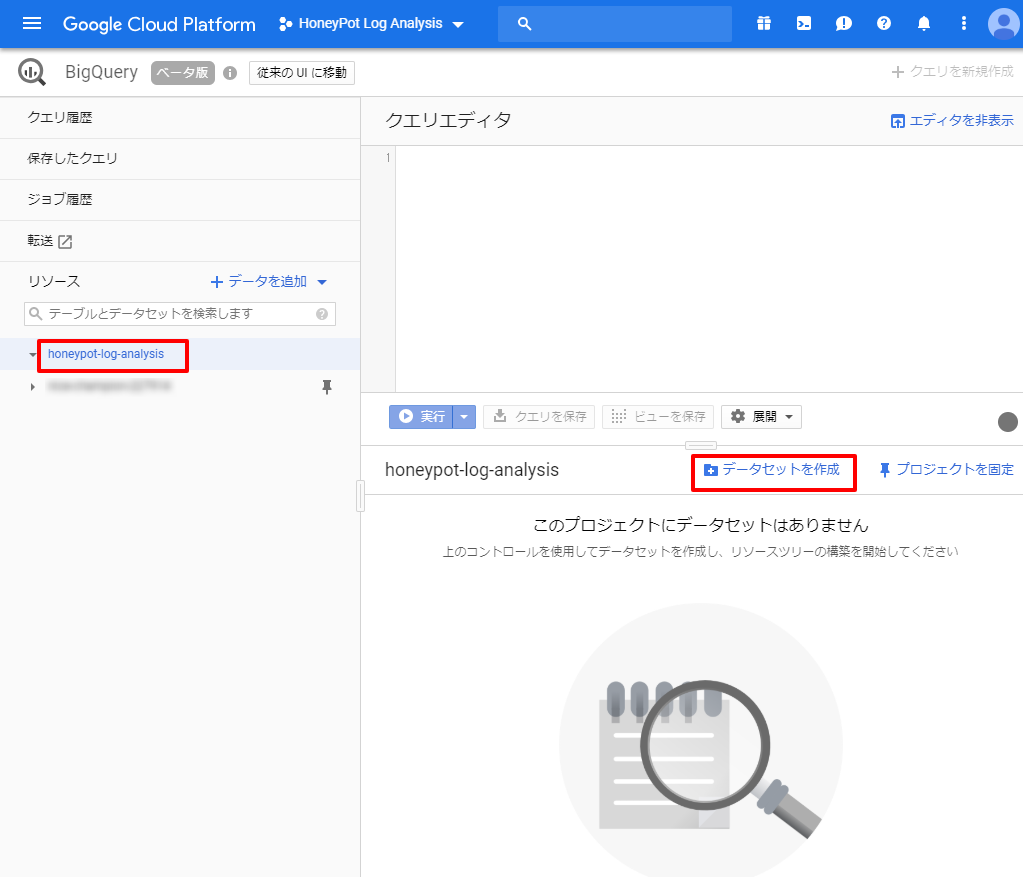 Google Cloud Platform HoneyPot Log Analysis
BigQuery ベータ版 従来の UI に移動 クエリを新規作成
クエリ履歴
保存したクエリ
ジョブ履歴
転送
リソース データを追加
テーブルとデータセットを検索します
honeypot-log-analysis
クエリエディタ エディタを非表示
1
実行 クエリを保存 ビューを保存 展開
honeypot-log-analysis データセットを作成 プロジェクトを固定
このプロジェクトにデータセットはありません
上のコントロールを使用してデータセットを作成し、リソースツリーの構築を開始してください